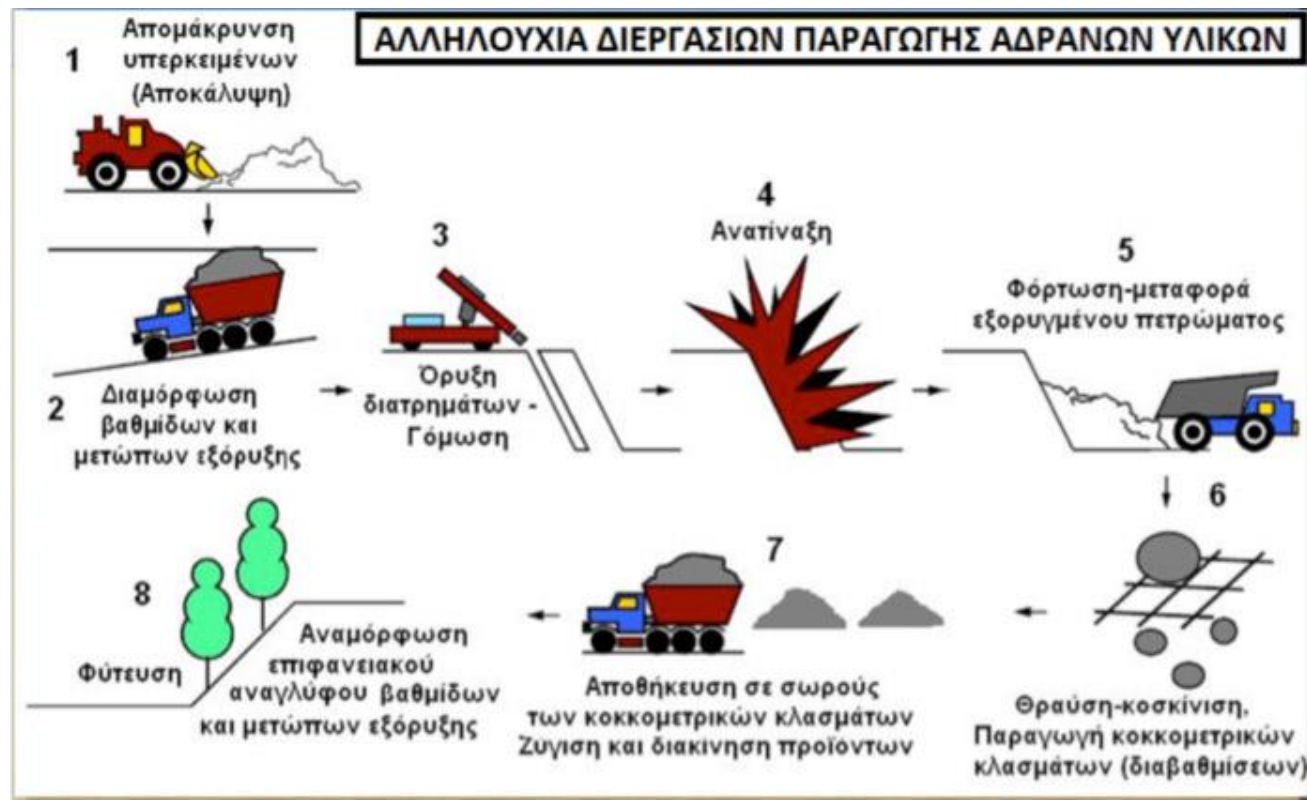 ΑΛΛΗΛΟΥΧΙΑ ΔΙΕΡΓΑΣΙΩΝ ΠΑΡΑΓΩΓΗΣ ΑΔΡΑΝΩΝ ΥΛΙΚΩΝ
1
Απομάκρυνση
υπερκειμένων
(Αποκάλυψη)
2
Διαμόρφωση
βαθμίδων και
μετώπων εξόρυξης
3
Όρυξη
διατρημάτων -
Γόμωση
4
Ανατίναξη
5
Φόρτωση-μεταφορά
εξορυγμένου πετρώματος
6
Θραύση-κοσκίνιση,
Παραγωγή κοκκομετρικών
κλασμάτων (διαβαθμίσεων)
7
Αποθήκευση σε σωρούς
των κοκκομετρικών κλασμάτων
Ζύγιση και διακίνηση προϊόντων
8
Φύτευση
Αναμόρφωση
επιφανειακού
αναγλύφου βαθμίδων
και μετώπων εξόρυξης